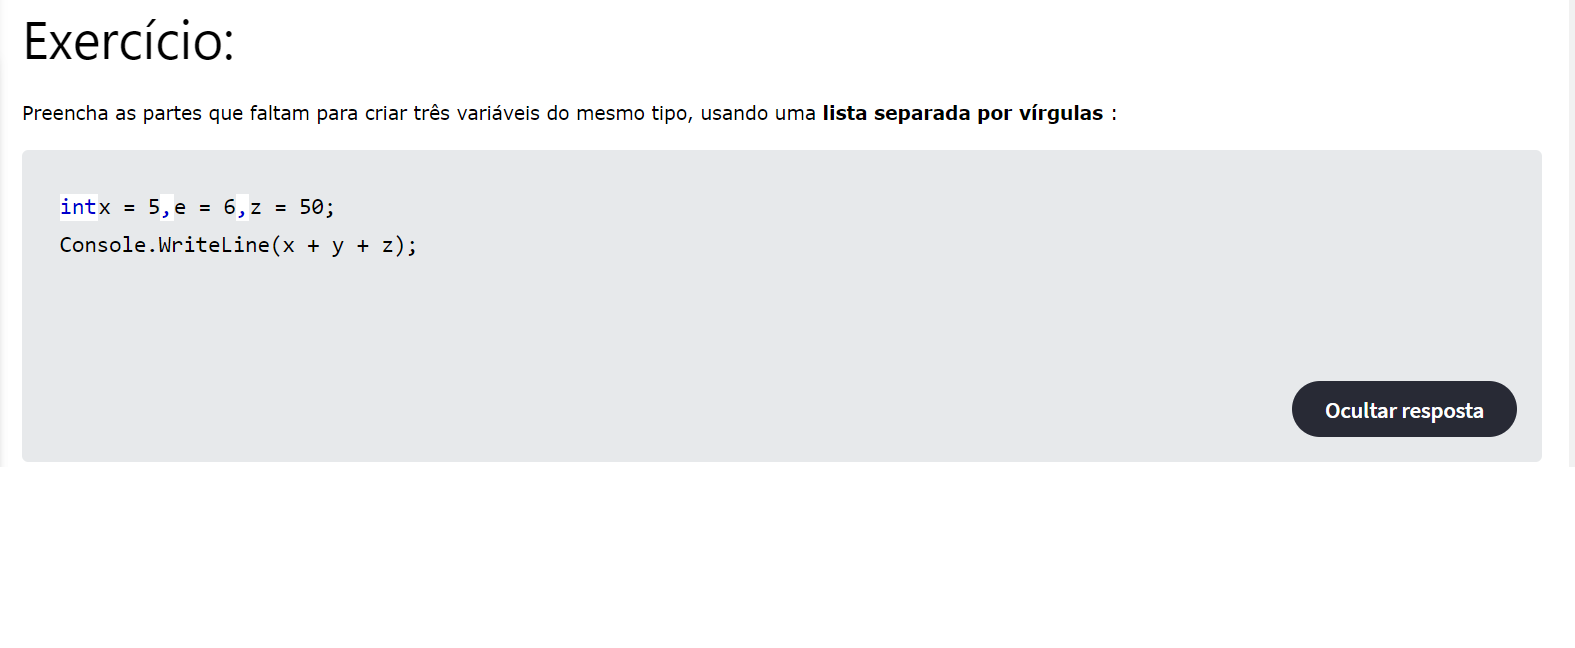 Exercício:
Preencha as partes que faltam para criar três variáveis do mesmo tipo, usando uma lista separada por vírgulas :
intx = 5,e = 6,z = 50;
Console.WriteLine(x + y + z);
Ocultar resposta